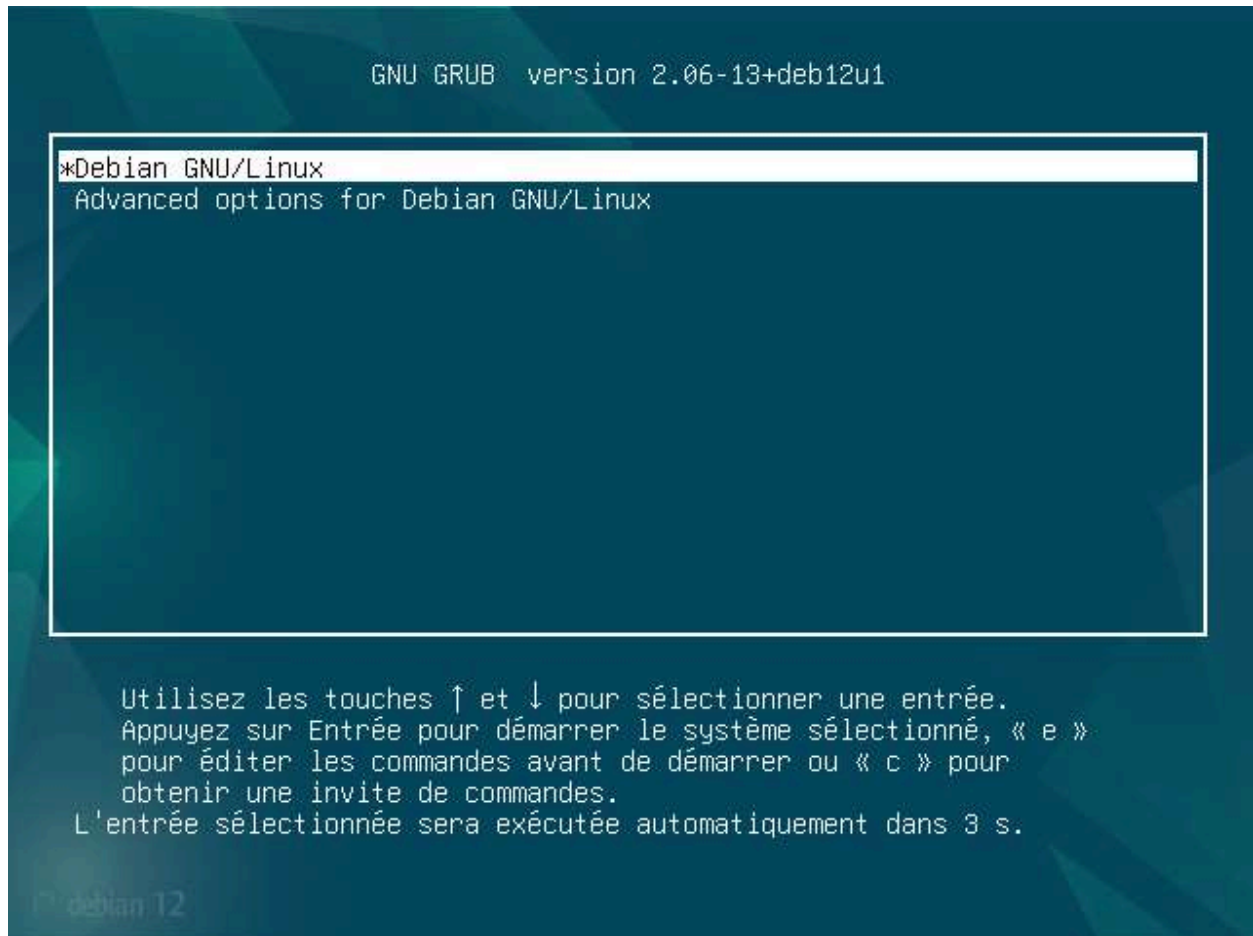 GNU GRUB  version 2.06-13+deb12u1
*Debian GNU/Linux
Advanced options for Debian GNU/Linux
Utilisez les touches ↑ et ↓ pour sélectionner une entrée.
Appuyez sur Entrée pour démarrer le système sélectionné, « e »
pour éditer les commandes avant de démarrer ou « c » pour
obtenir une invite de commandes.
L'entrée sélectionnée sera exécutée automatiquement dans 3 s.
debian 12